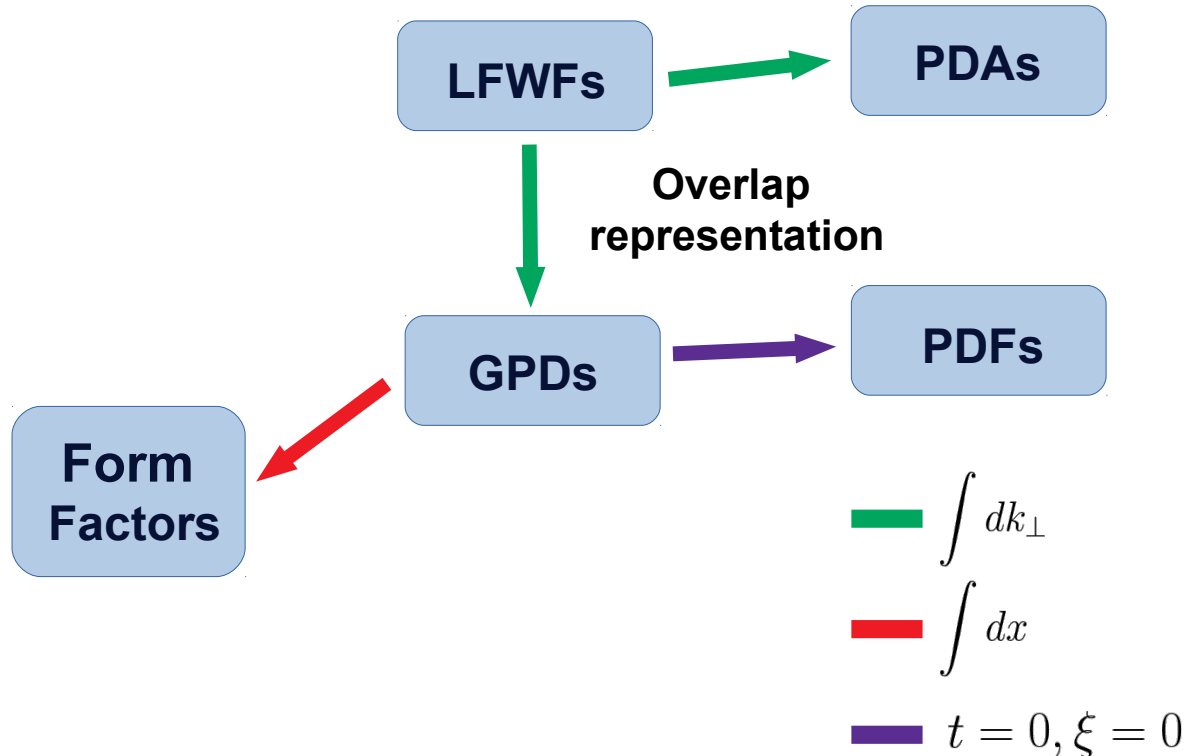 LFWFs
PDAs
Overlap
representation
GPDs
PDFs
Form
Factors
∫ dk⊥
∫ dx
t = 0, ξ = 0